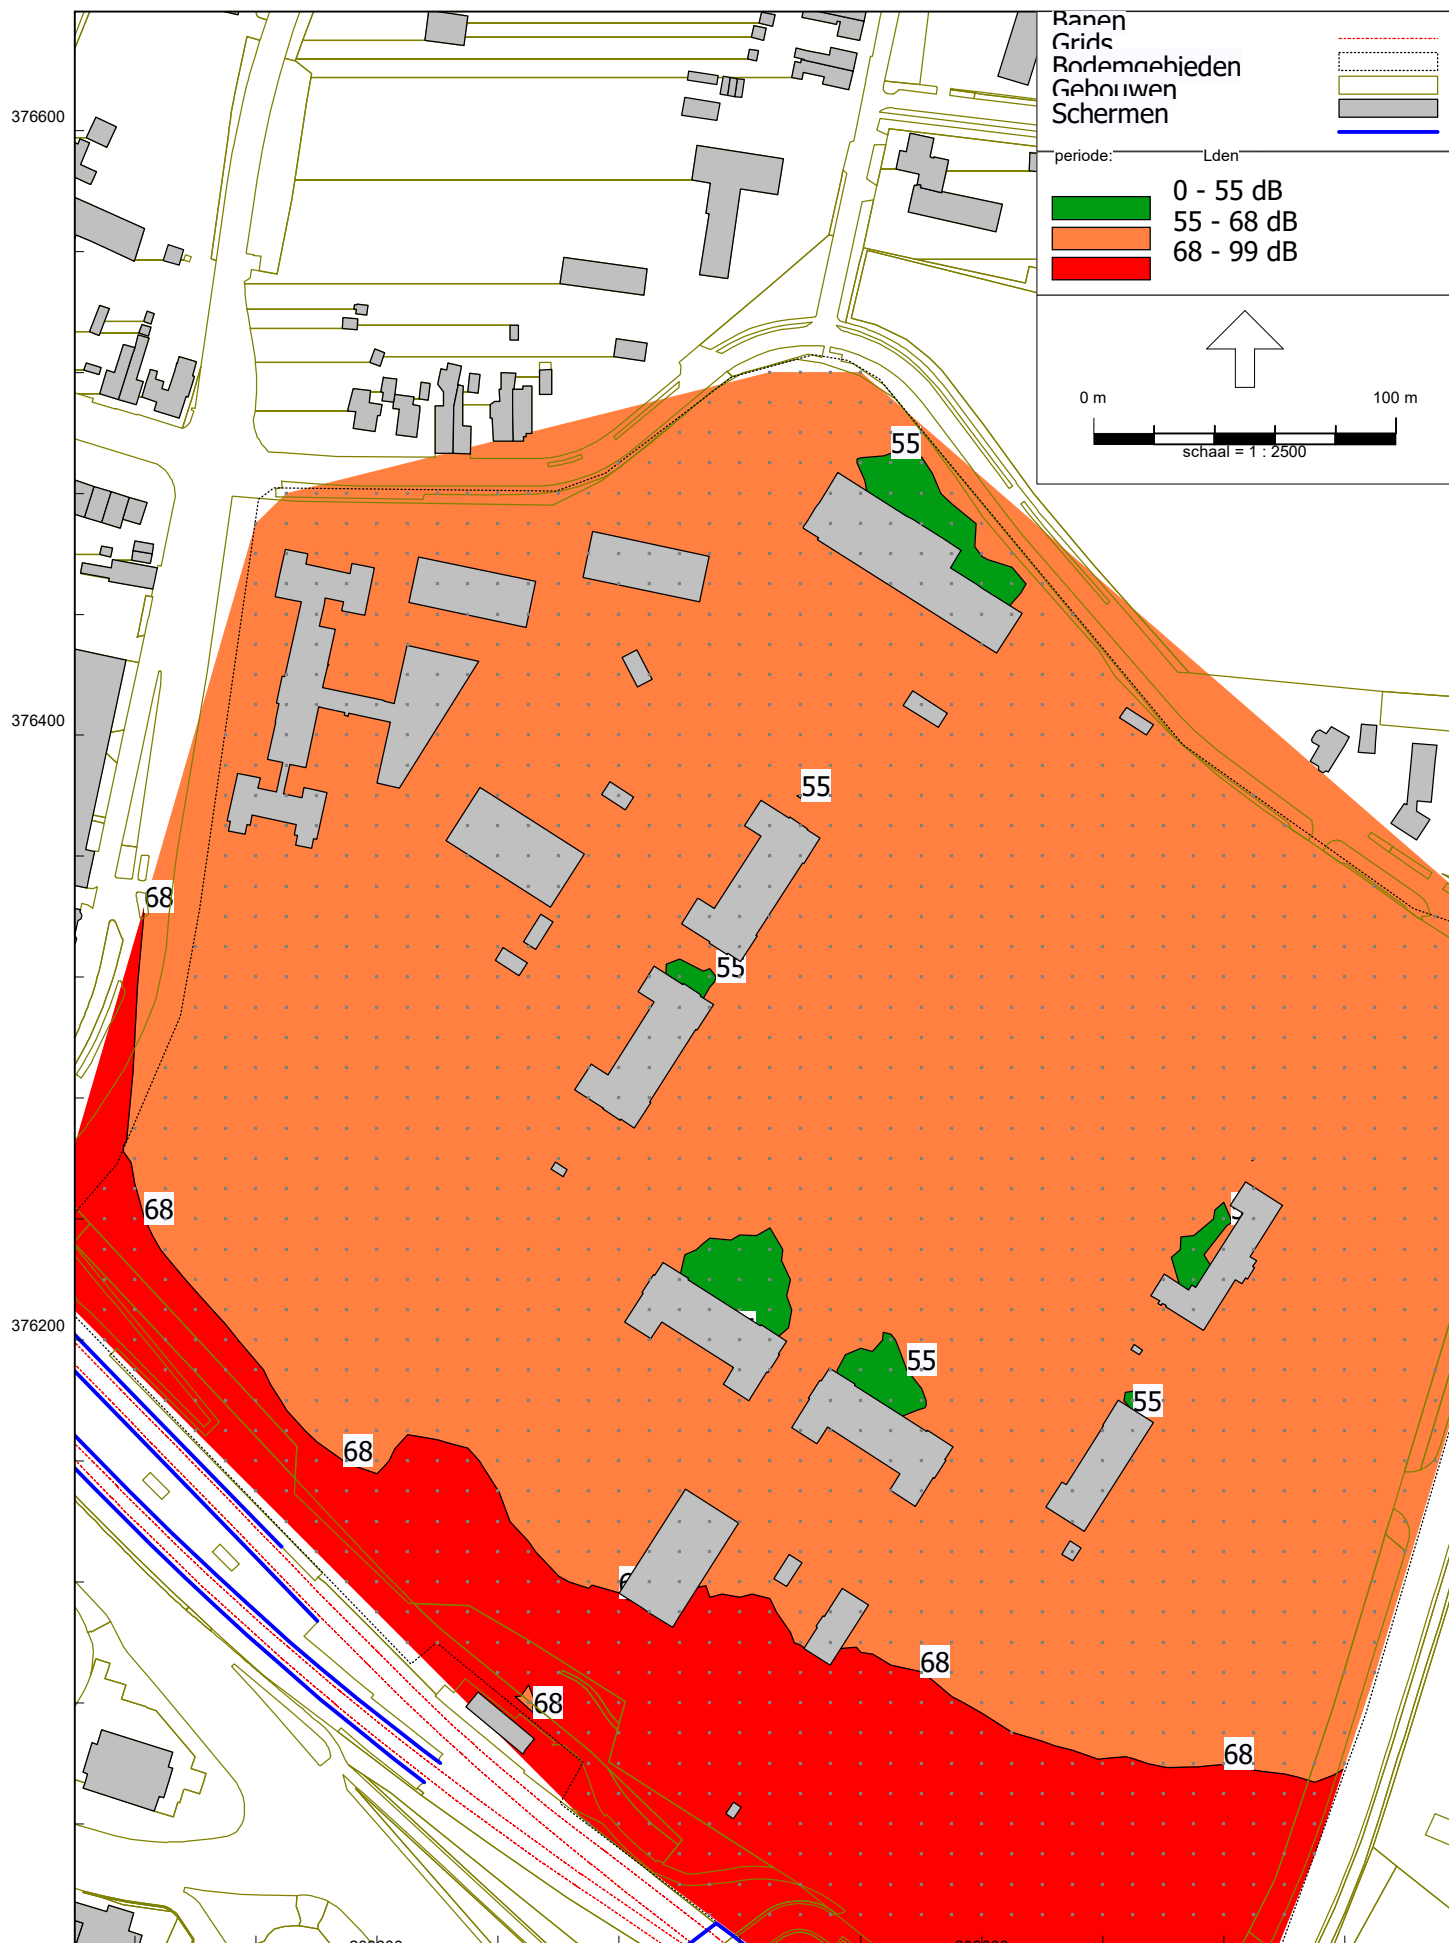 Banen
Grids
Bodemgebieden
Gebouwen
Schermen
periode: Lden
0 - 55 dB
55 - 68 dB
68 - 99 dB
0 m 100 m
schaal = 1 : 2500
376600
55
376400
55
68
55
68
376200
55
55
68
68
68
68